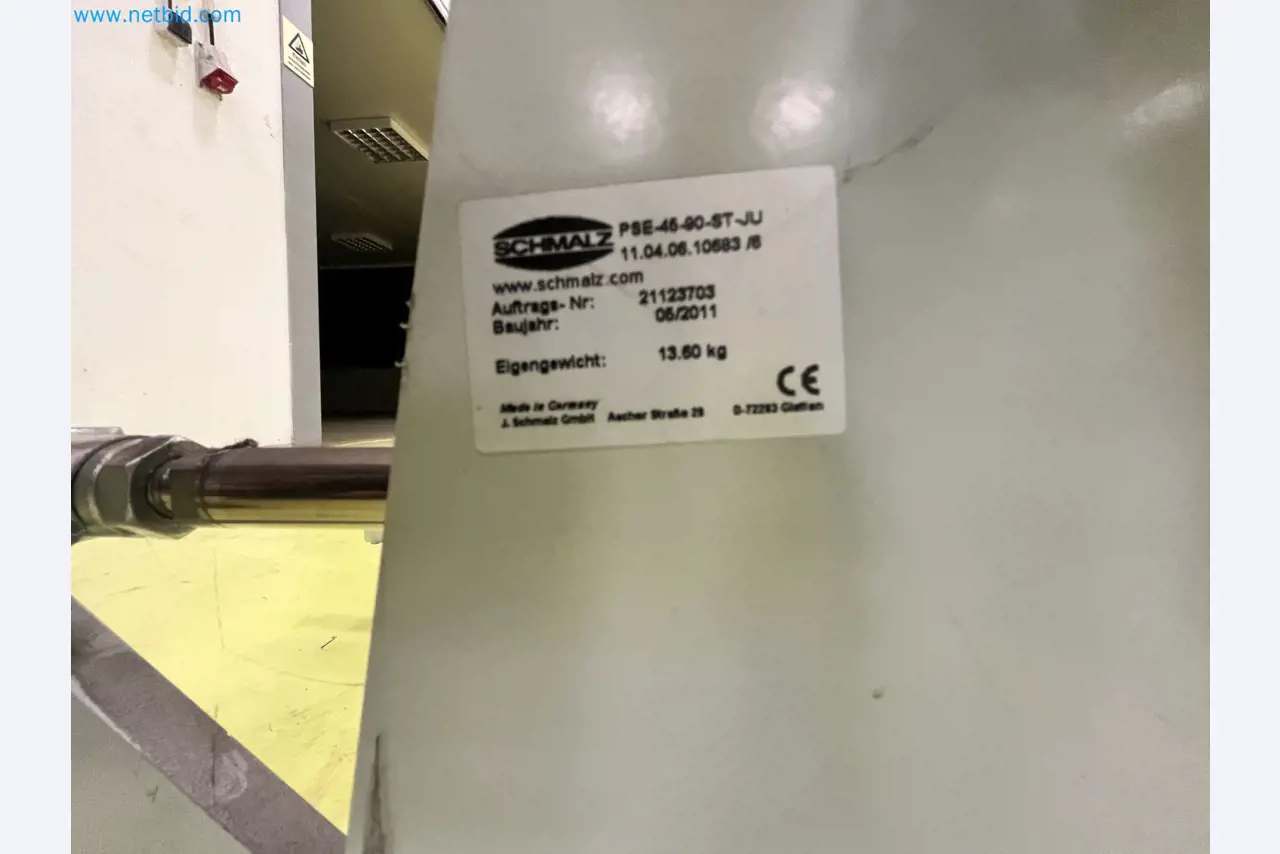 www.netbid.com
SCHMALZ
PSE-45-90-ST-JU
11.04.06.10683 /6
www.schmalz.com
Auftrags- Nr: 21123703
Baujahr: 05/2011
Eigengewicht: 13.60 kg
CE
Made in Germany
J. Schmalz GmbH Aacher Straße 29 D-72293 Glatten